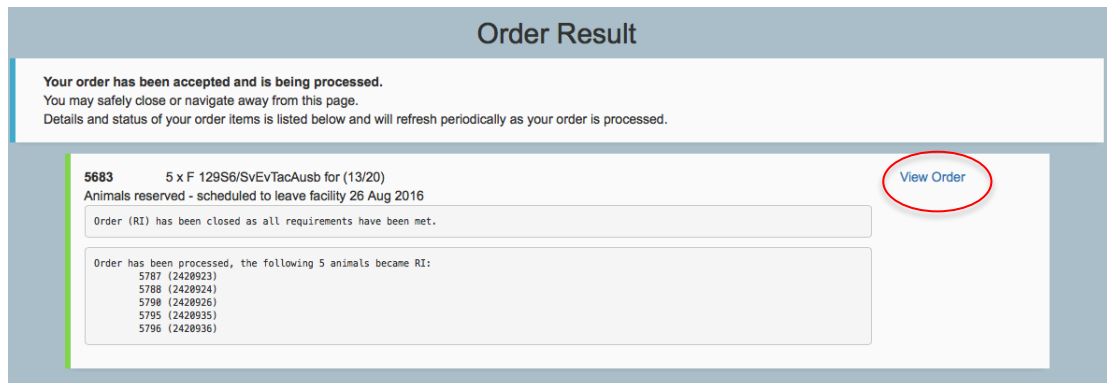 Order Result
Your order has been accepted and is being processed.
You may safely close or navigate away from this page.
Details and status of your order items is listed below and will refresh periodically as your order is processed.
5683 5 x F 129S6/SvEvTacAusb for (13/20) View Order
Animals reserved - scheduled to leave facility 26 Aug 2016
Order (RI) has been closed as all requirements have been met.
Order has been processed, the following 5 animals became RI:
5787 (2420923)
5788 (2420924)
5790 (2420926)
5795 (2420935)
5796 (2420936)